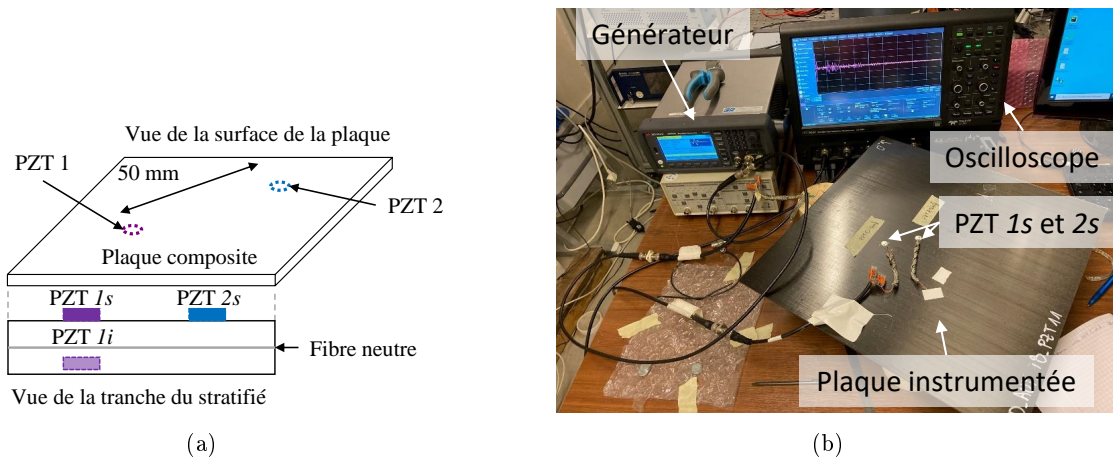 Vue de la surface de la plaque
PZT 1
50 mm
PZT 2
Plaque composite
PZT 1s
PZT 2s
PZT 1i
Fibre neutre
Vue de la tranche du stratifié
(a)
Générateur
Oscilloscope
PZT 1s et 2s
Plaque instrumentée
(b)